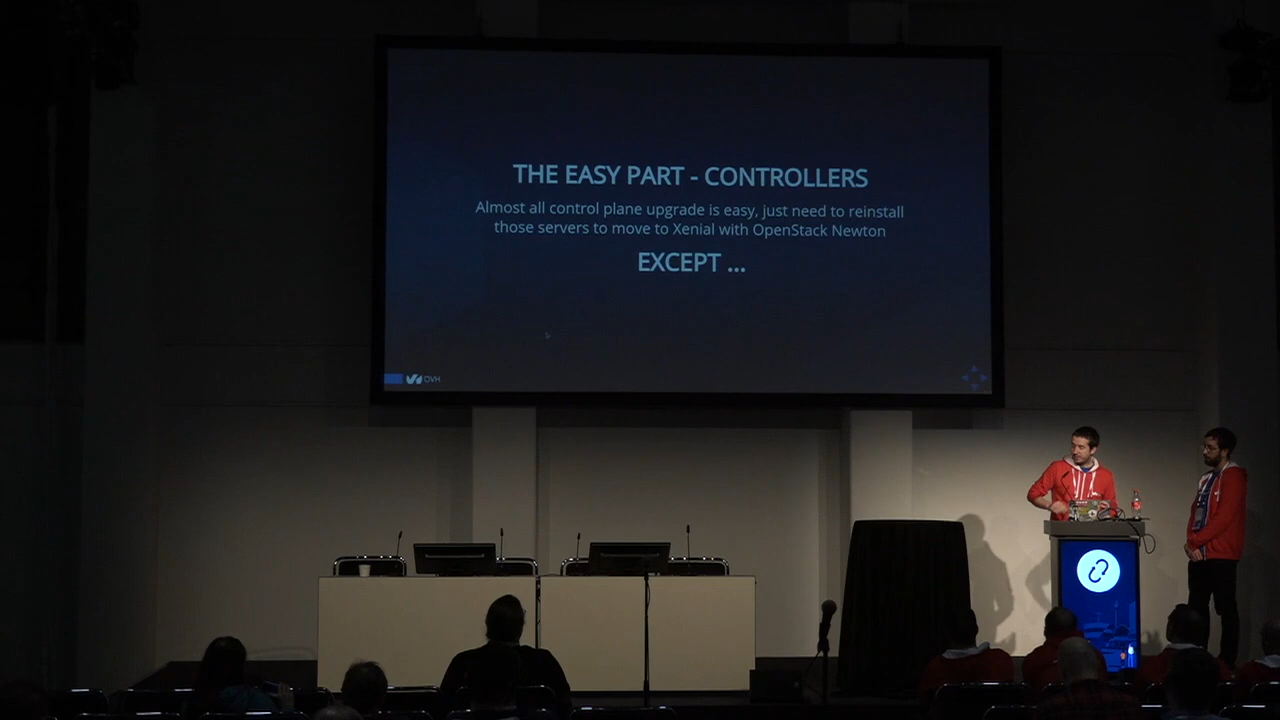 THE EASY PART - CONTROLLERS
Almost all control plane upgrade is easy, just need to reinstall
those servers to move to Xenial with OpenStack Newton
EXCEPT ...
OVH